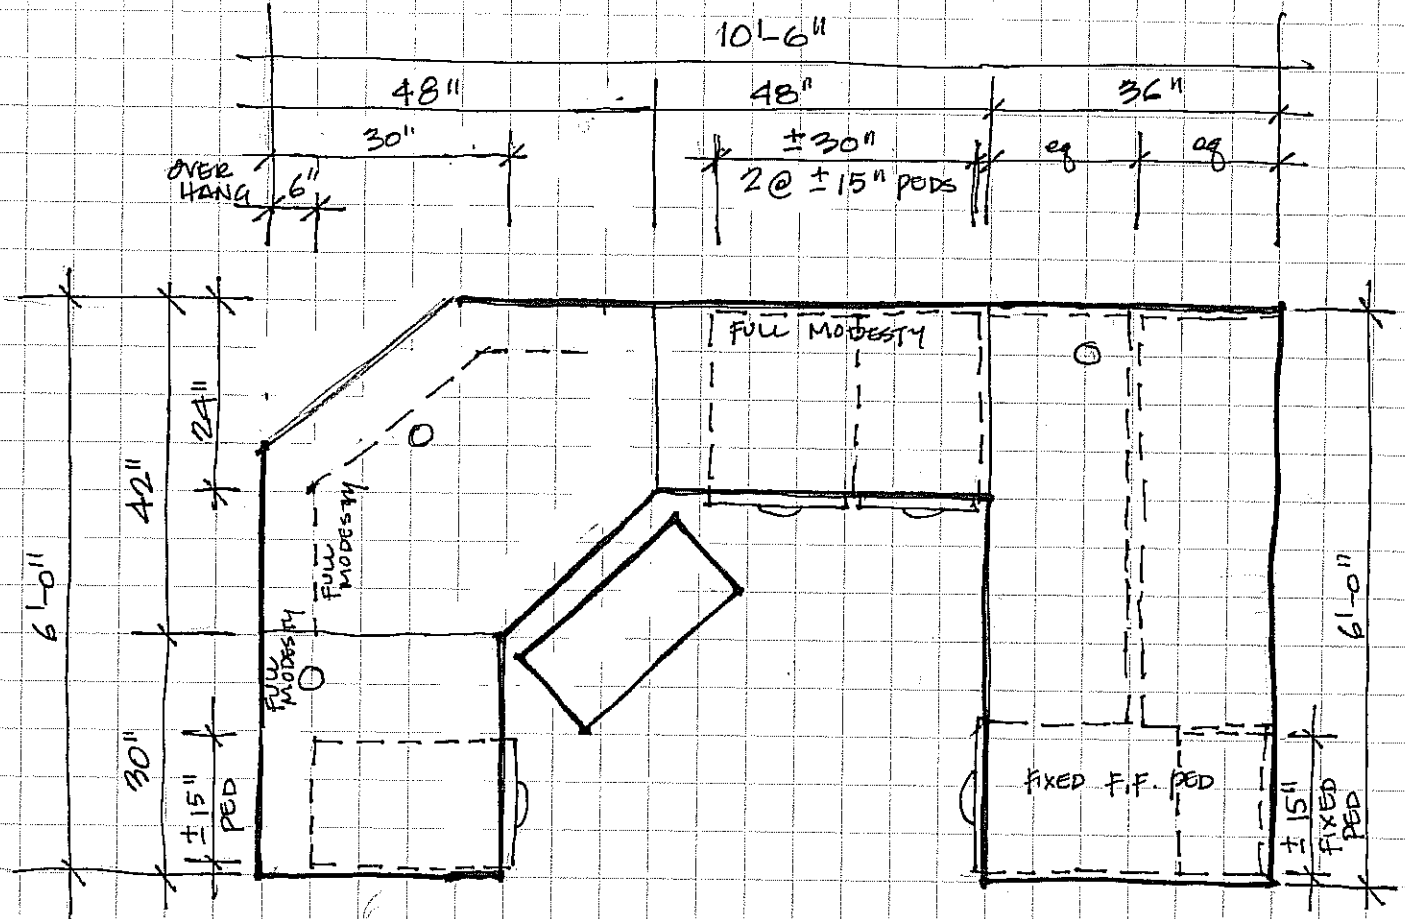 10'-6"
48" 48" 36"
30" ±30" eq eq
OVER
HANG 6" 2 @ ±15" PEDS
FULL MODESTY
24"
42"
6'-0"
30"
±15"
PED
FULL
MODESTY
FULL
MODESTY
FIXED F.F. PED
6'-0"
±15"
FIXED
PED